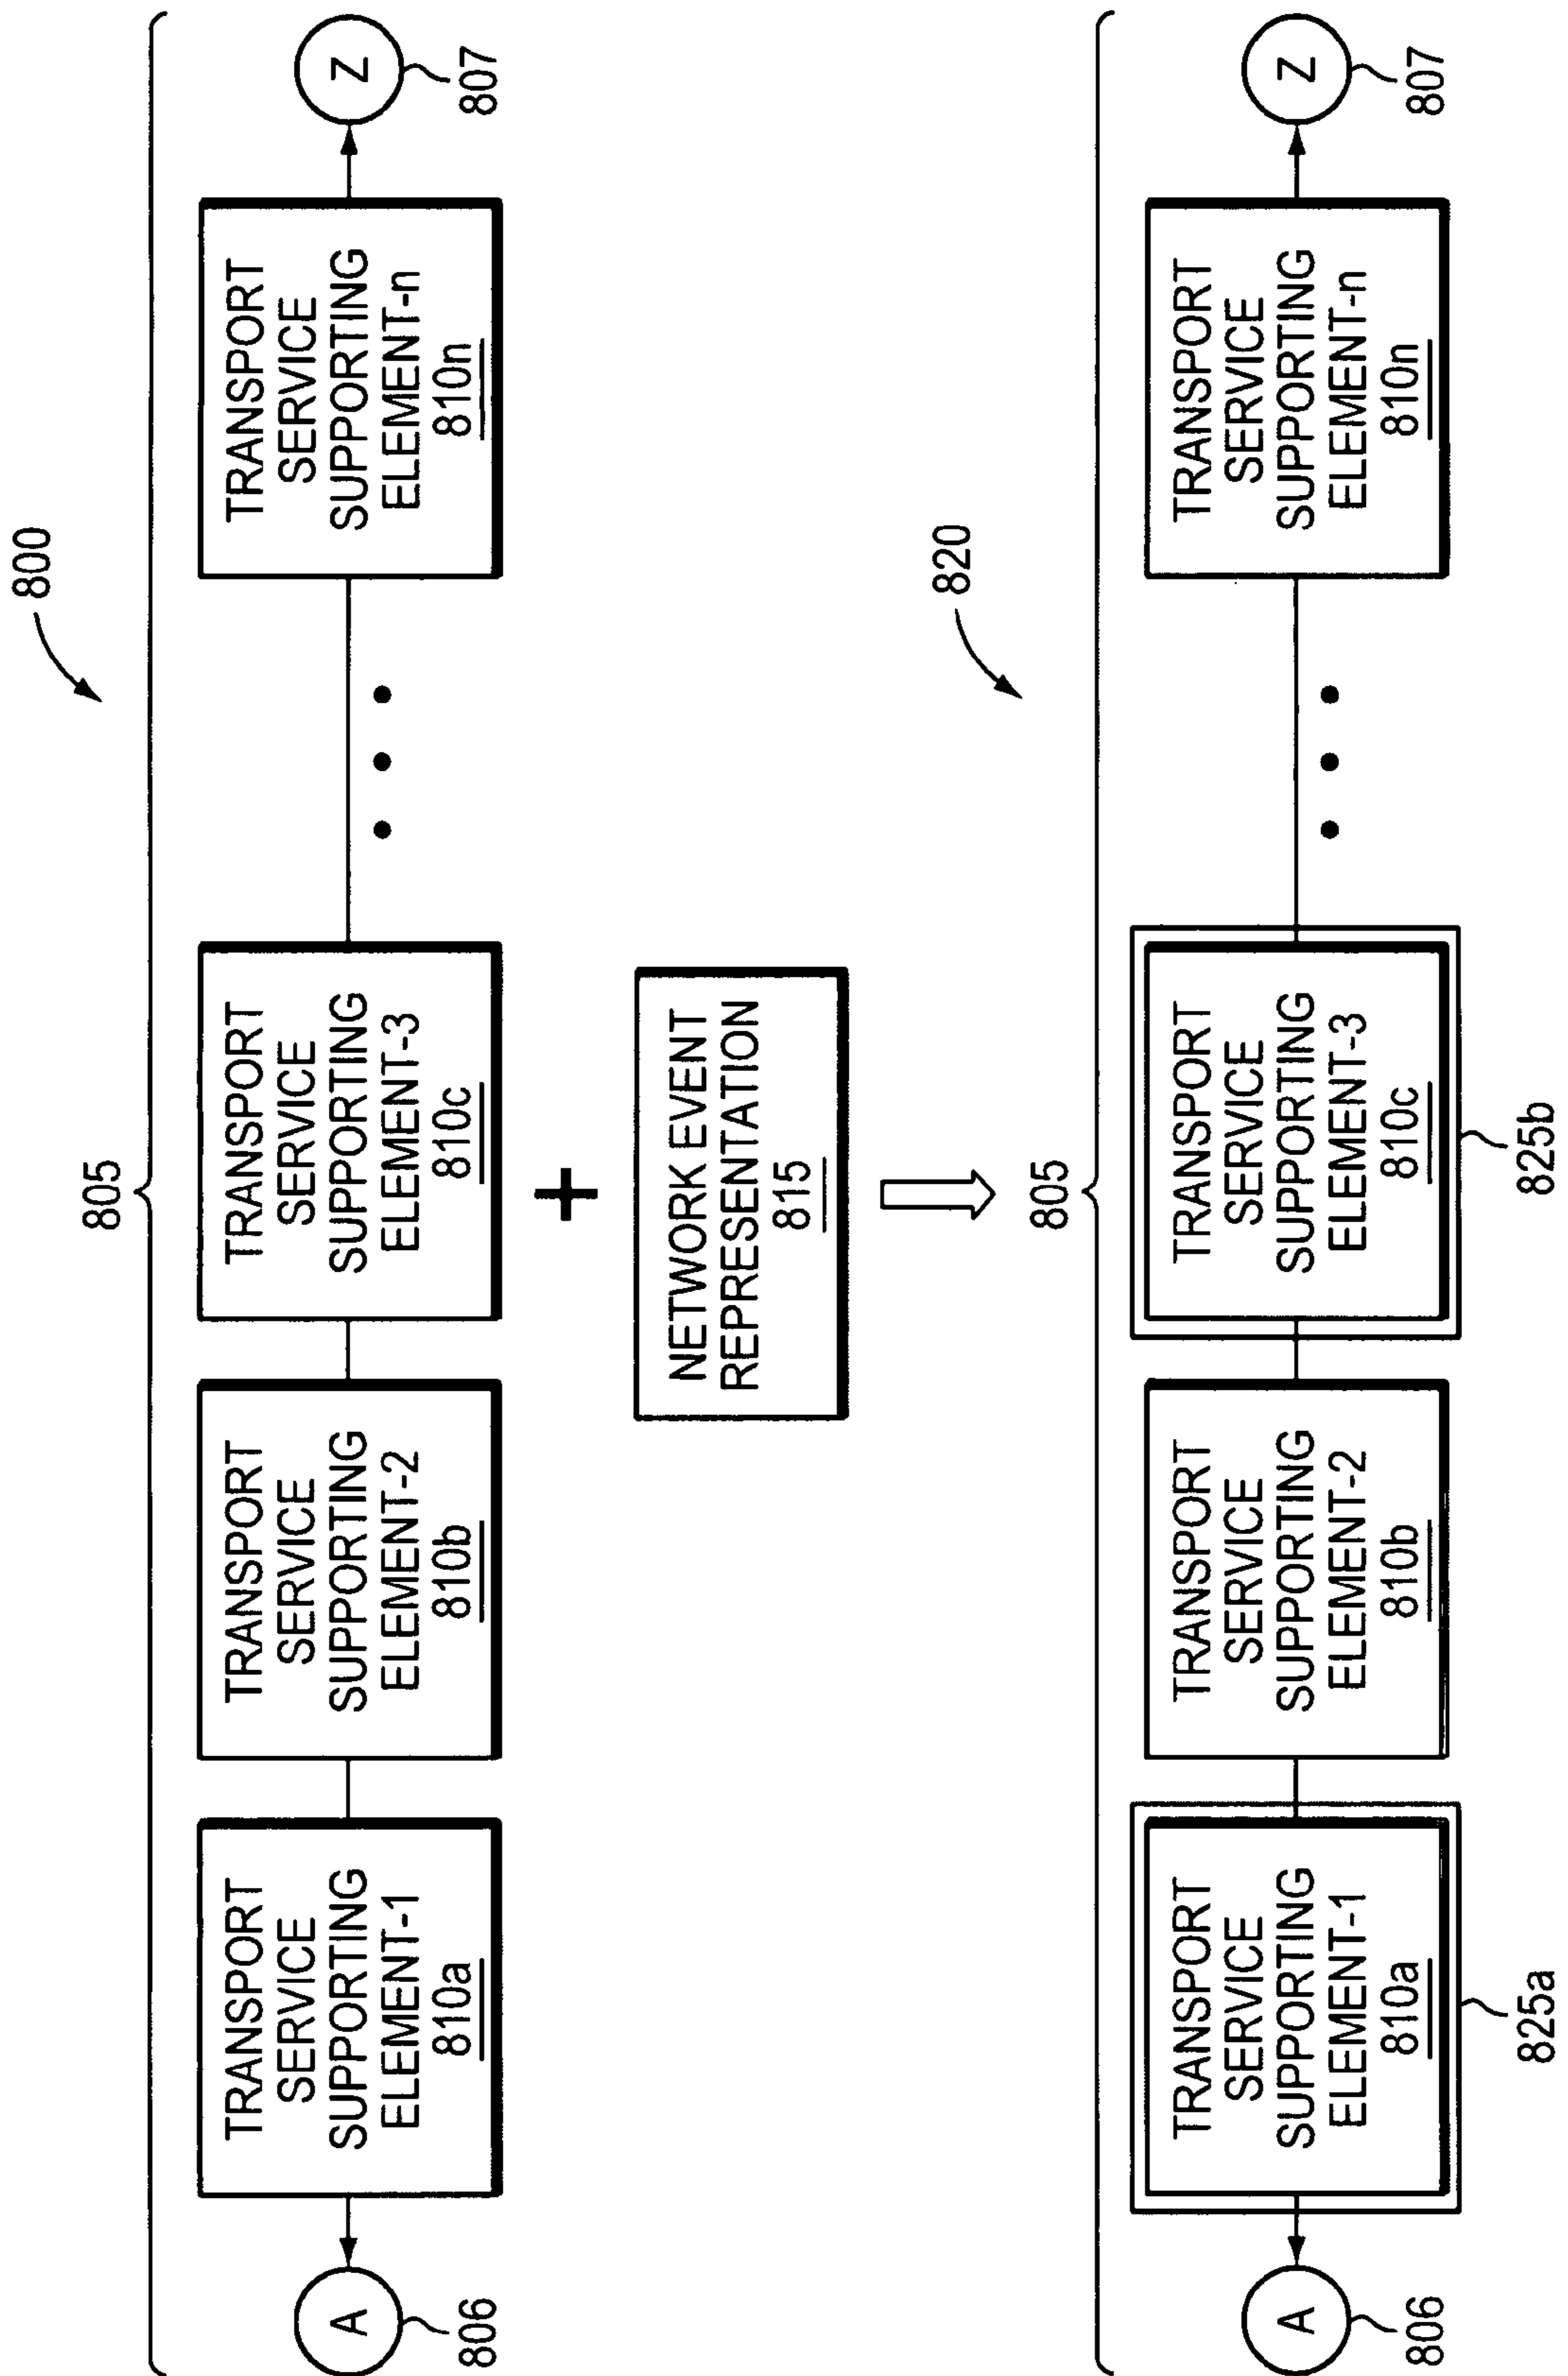 800
805
A
806
TRANSPORT
SERVICE
SUPPORTING
ELEMENT-1
810a
TRANSPORT
SERVICE
SUPPORTING
ELEMENT-2
810b
TRANSPORT
SERVICE
SUPPORTING
ELEMENT-3
810c
• • •
TRANSPORT
SERVICE
SUPPORTING
ELEMENT-n
810n
Z
807
+
NETWORK EVENT
REPRESENTATION
815
820
805
A
806
TRANSPORT
SERVICE
SUPPORTING
ELEMENT-1
810a
825a
TRANSPORT
SERVICE
SUPPORTING
ELEMENT-2
810b
TRANSPORT
SERVICE
SUPPORTING
ELEMENT-3
810c
825b
• • •
TRANSPORT
SERVICE
SUPPORTING
ELEMENT-n
810n
Z
807